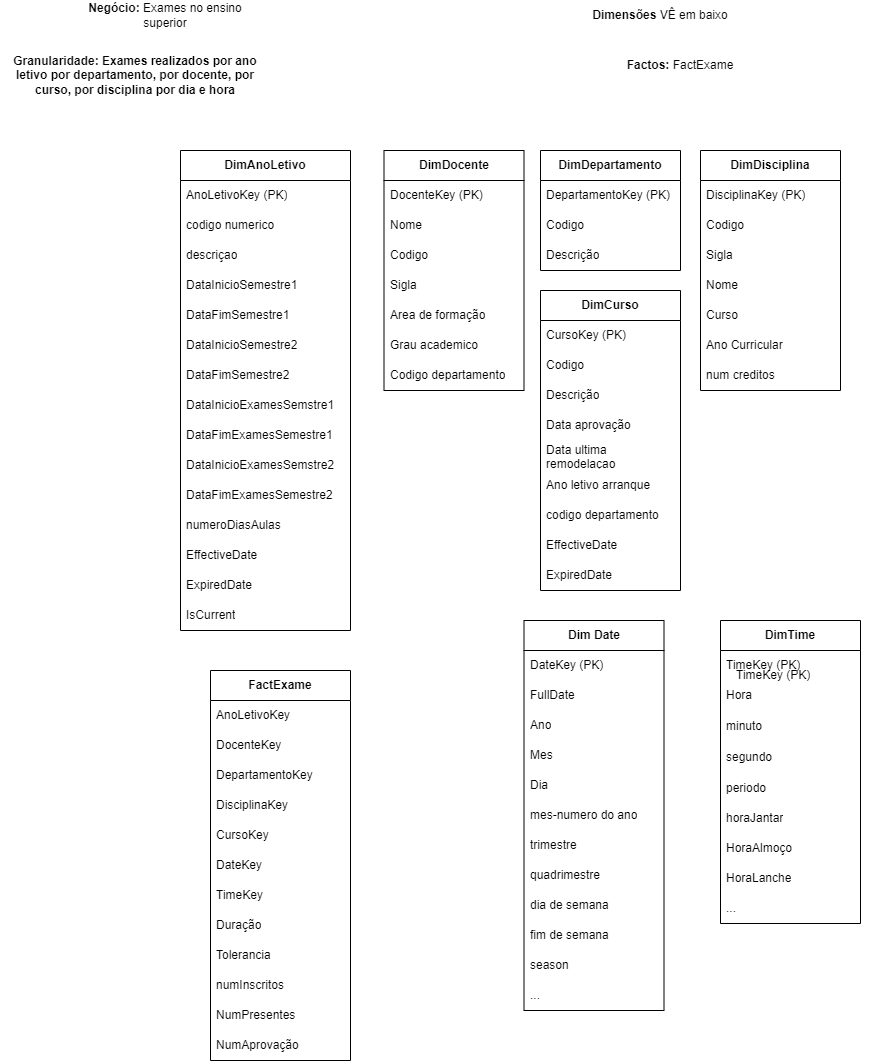 Negócio: Exames no ensino
superior
Dimensões VÊ em baixo
Granularidade: Exames realizados por ano
letivo por departamento, por docente, por
curso, por disciplina por dia e hora
Factos: FactExame
DimAnoLetivo
AnoLetivoKey (PK)
codigo numerico
descriçao
DataInicioSemestre1
DataFimSemestre1
DataInicioSemestre2
DataFimSemestre2
DataInicioExamesSemstre1
DataFimExamesSemestre1
DataInicioExamesSemstre2
DataFimExamesSemestre2
numeroDiasAulas
EffectiveDate
ExpiredDate
IsCurrent
DimDocente
DocenteKey (PK)
Nome
Codigo
Sigla
Area de formação
Grau academico
Codigo departamento
DimDepartamento
DepartamentoKey (PK)
Codigo
Descrição
DimDisciplina
DisciplinaKey (PK)
Codigo
Sigla
Nome
Curso
Ano Curricular
num creditos
DimCurso
CursoKey (PK)
Codigo
Descrição
Data aprovação
Data ultima
remodelacao
Ano letivo arranque
codigo departamento
EffectiveDate
ExpiredDate
FactExame
AnoLetivoKey
DocenteKey
DepartamentoKey
DisciplinaKey
CursoKey
DateKey
TimeKey
Duração
Tolerancia
numInscritos
NumPresentes
NumAprovação
Dim Date
DateKey (PK)
FullDate
Ano
Mes
Dia
mes-numero do ano
trimestre
quadrimestre
dia de semana
fim de semana
season
...
DimTime
TimeKey (PK)
TimeKey (PK)
Hora
minuto
segundo
periodo
horaJantar
HoraAlmoço
HoraLanche
...